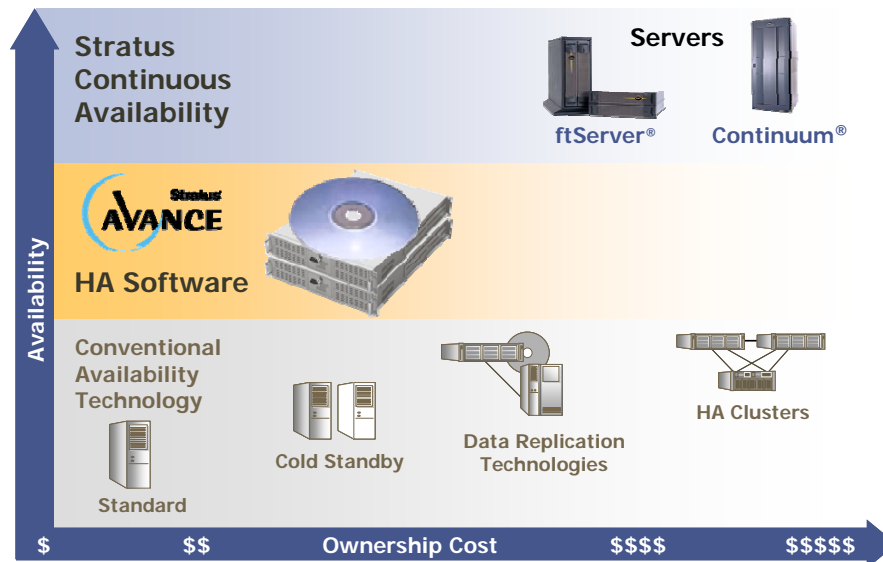 Stratus
Continuous
Availability
Servers
ftServer®
Continuum®
Stratus
AVANCE
HA Software
Availability
Conventional
Availability
Technology
Standard
Cold Standby
Data Replication
Technologies
HA Clusters
$ $$ Ownership Cost $$$$ $$$$$